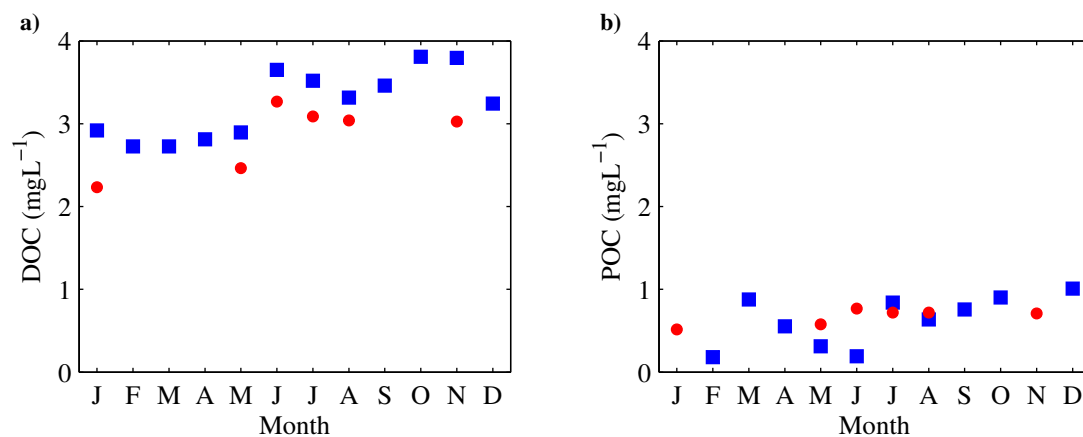 a)
4
3
2
1
0
DOC (mgL⁻¹)
J F M A M J J A S O N D
Month
b)
4
3
2
1
0
POC (mgL⁻¹)
J F M A M J J A S O N D
Month